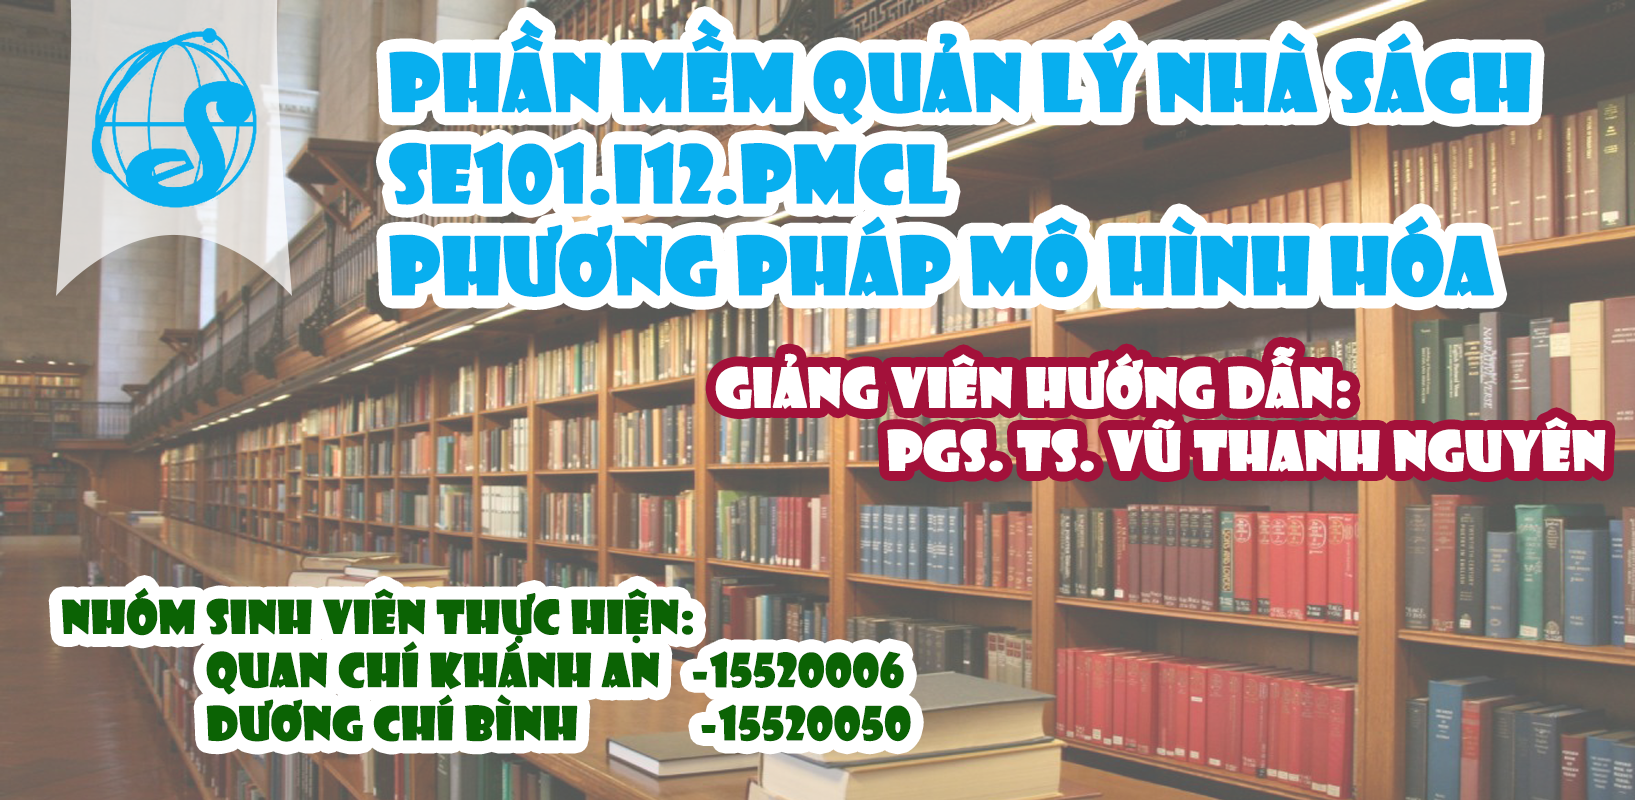 PHẦN MỀM QUẢN LÝ NHÀ SÁCH
SE101.I12.PMCL
PHƯƠNG PHÁP MÔ HÌNH HÓA
GIẢNG VIÊN HƯỚNG DẪN:
PGS. TS. VŨ THANH NGUYÊN
NHÓM SINH VIÊN THỰC HIỆN:
QUAN CHÍ KHÁNH AN -15520006
DƯƠNG CHÍ BÌNH -15520050